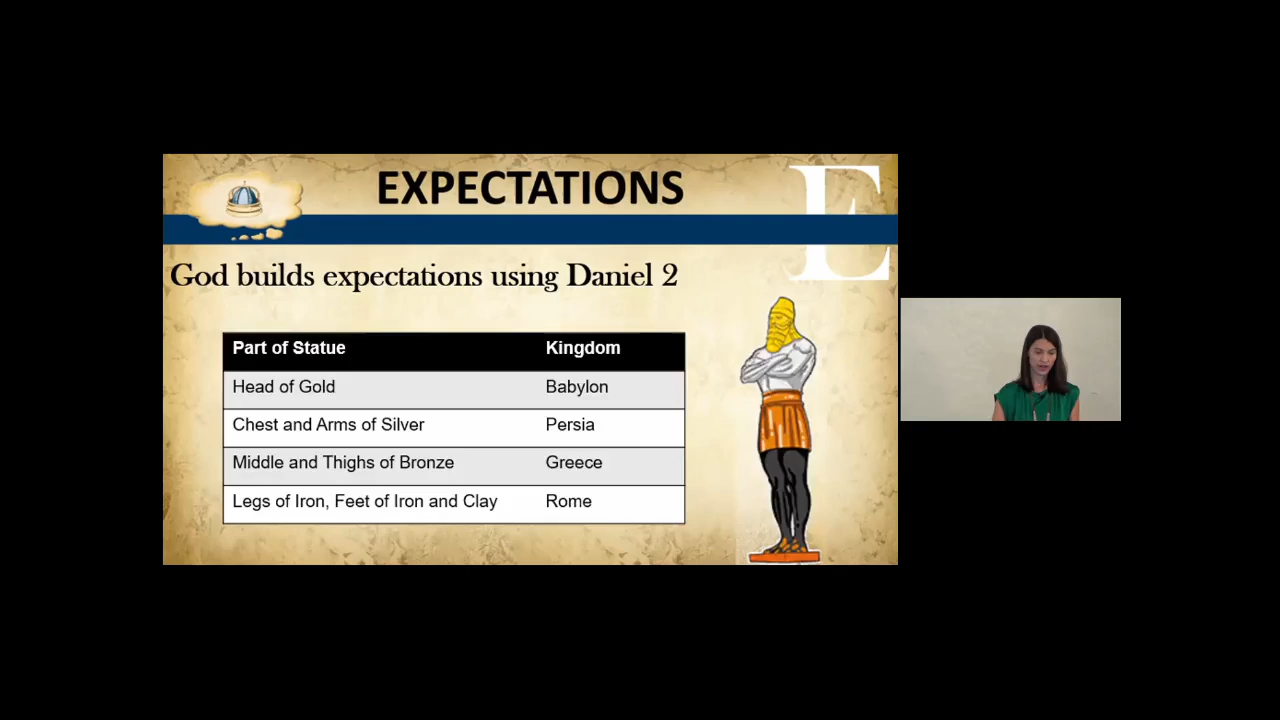 EXPECTATIONS
E
God builds expectations using Daniel 2
Part of Statue Kingdom
Head of Gold Babylon
Chest and Arms of Silver Persia
Middle and Thighs of Bronze Greece
Legs of Iron, Feet of Iron and Clay Rome